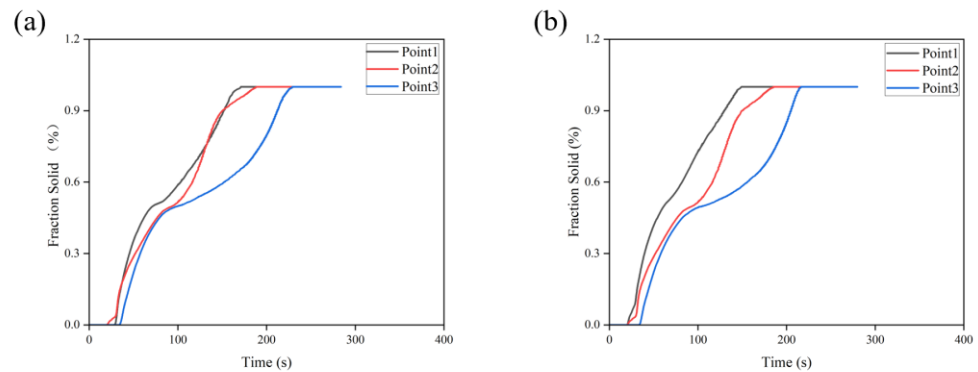 (a)
1.2
0.9
0.6
0.3
0.0
Fraction Solid （%）
0 100 200 300 400
Time (s)
Point1
Point2
Point3
(b)
1.2
0.9
0.6
0.3
0.0
Fraction Solid (%)
0 100 200 300 400
Time (s)
Point1
Point2
Point3